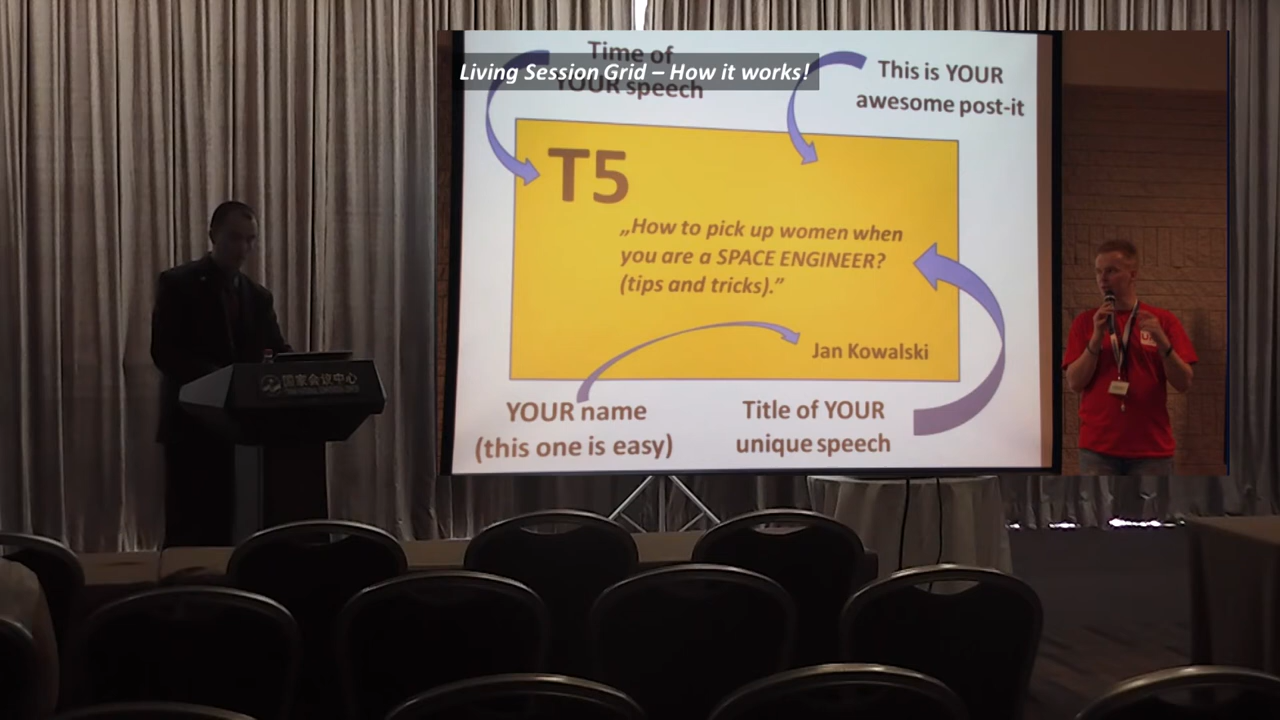 Time of
YOUR speech
Living Session Grid – How it works!
This is YOUR
awesome post-it
T5
„How to pick up women when
you are a SPACE ENGINEER?
(tips and tricks).”
Jan Kowalski
YOUR name
(this one is easy)
Title of YOUR
unique speech
国家会议中心